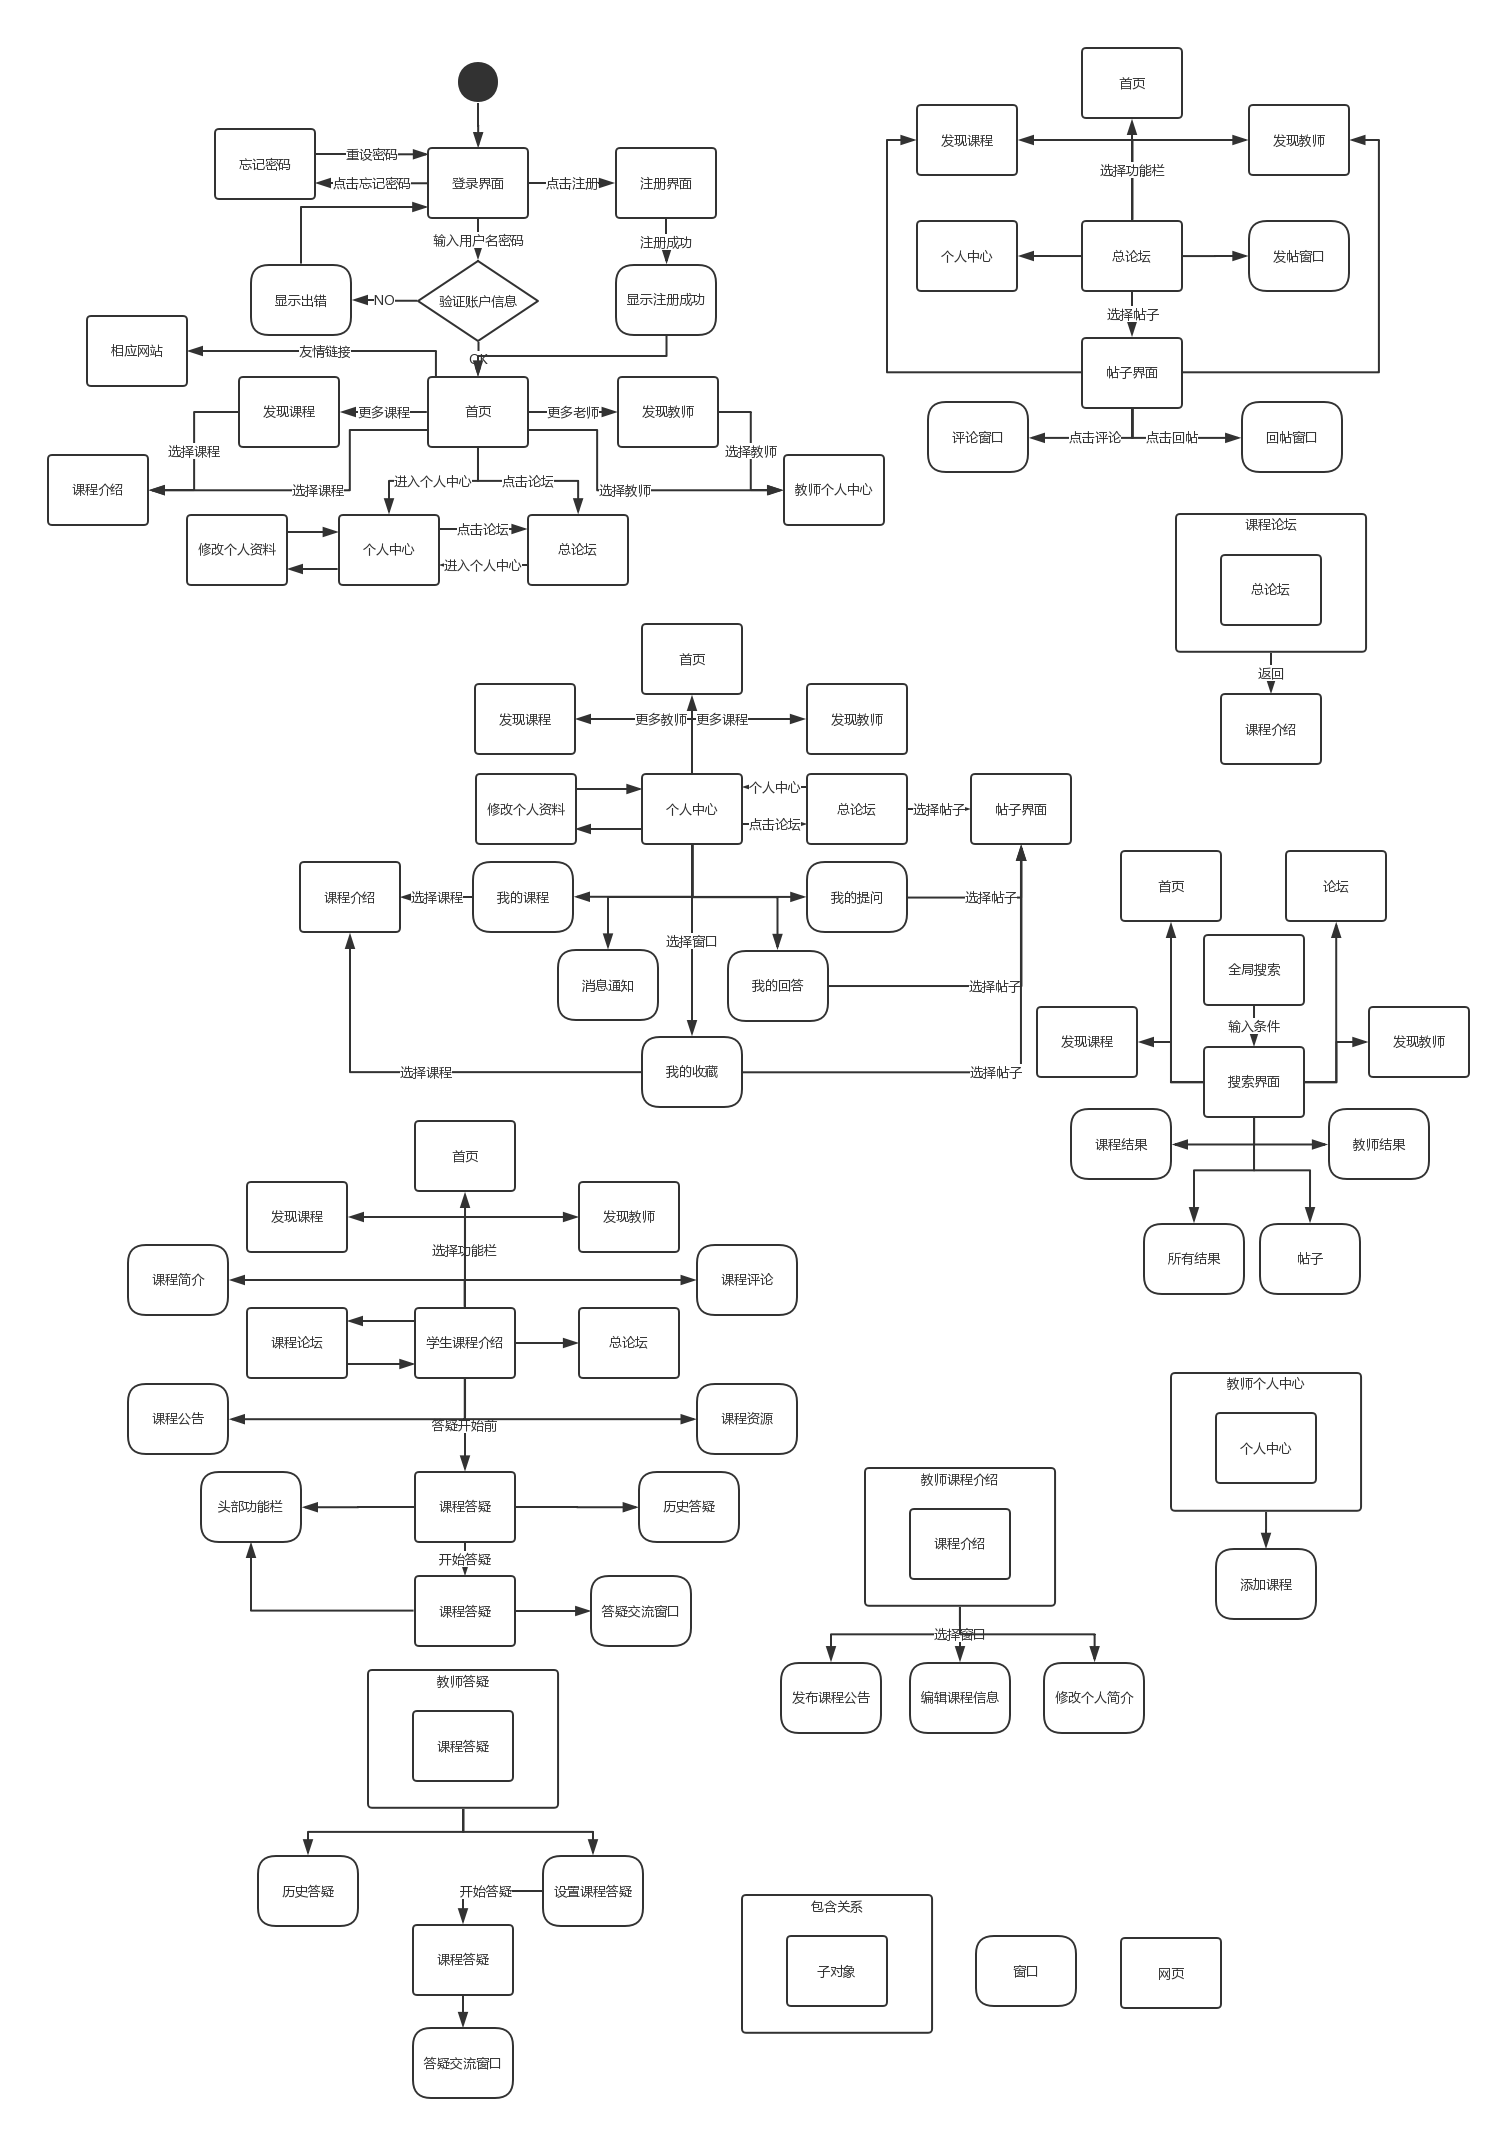 忘记密码
重设密码
点击忘记密码
登录界面
点击注册
注册界面
输入用户名密码
注册成功
显示出错
NO
验证账户信息
显示注册成功
相应网站
友情链接
OK
发现课程
更多课程
首页
更多老师
发现教师
选择课程
选择教师
课程介绍
选择课程
进入个人中心
点击论坛
选择教师
教师个人中心
修改个人资料
个人中心
点击论坛
进入个人中心
总论坛
首页
发现课程
发现教师
选择功能栏
个人中心
总论坛
发帖窗口
选择帖子
帖子界面
评论窗口
点击评论
点击回帖
回帖窗口
课程论坛
总论坛
返回
课程介绍
首页
发现课程
更多教师
更多课程
发现教师
修改个人资料
个人中心
个人中心
点击论坛
总论坛
选择帖子
帖子界面
课程介绍
选择课程
我的课程
我的提问
选择帖子
选择窗口
消息通知
我的回答
选择帖子
选择课程
我的收藏
选择帖子
首页
论坛
全局搜索
输入条件
发现课程
发现教师
搜索界面
课程结果
教师结果
所有结果
帖子
首页
发现课程
发现教师
选择功能栏
课程简介
课程评论
课程论坛
学生课程介绍
总论坛
课程公告
课程资源
答疑开始前
头部功能栏
课程答疑
历史答疑
开始答疑
课程答疑
答疑交流窗口
教师个人中心
个人中心
添加课程
教师课程介绍
课程介绍
选择窗口
发布课程公告
编辑课程信息
修改个人简介
教师答疑
课程答疑
历史答疑
开始答疑
设置课程答疑
课程答疑
答疑交流窗口
包含关系
子对象
窗口
网页